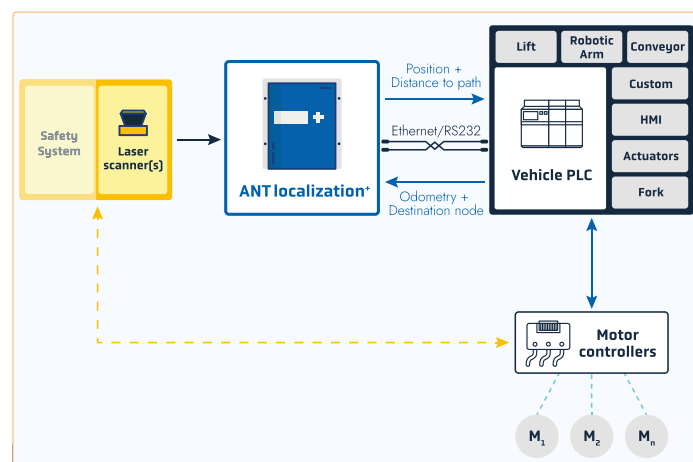 Safety
System
Laser
scanner(s)
ANT localization⁺
Position +
Distance to path
Ethernet/RS232
Odometry +
Destination node
Lift
Robotic
Arm
Conveyor
Vehicle PLC
Custom
HMI
Actuators
Fork
Motor
controllers
M₁
M₂
Mₙ